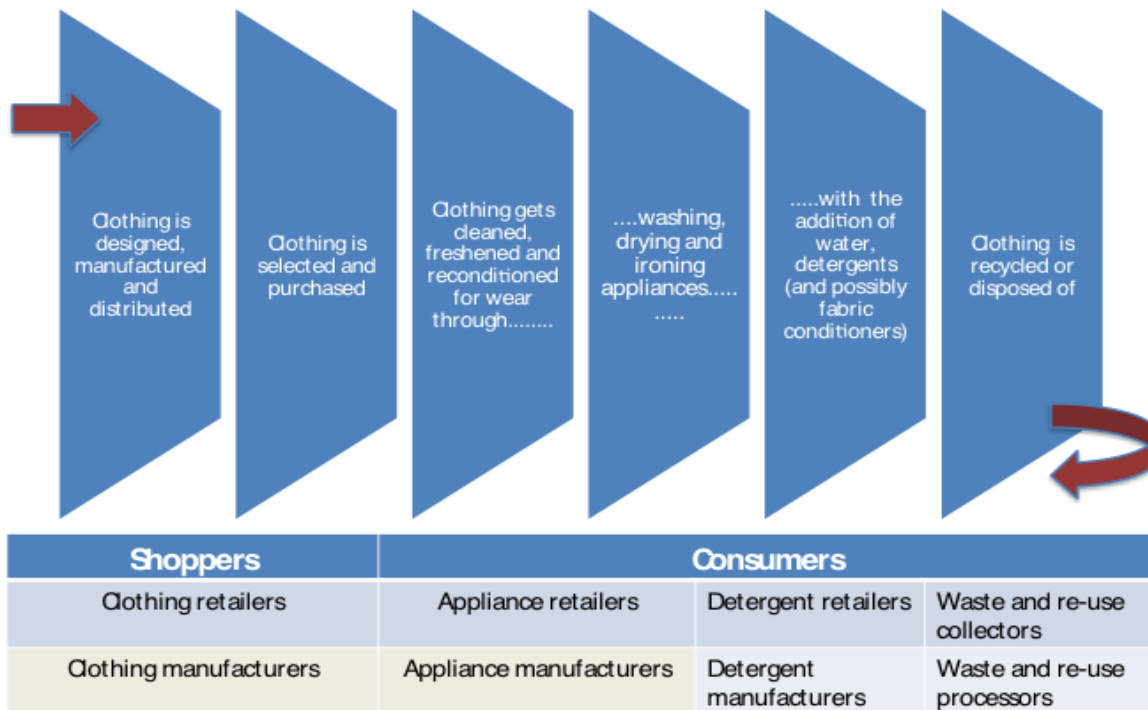 Clothing is
designed,
manufactured
and
distributed
Clothing is
selected and
purchased
Clothing gets
cleaned,
freshened and
reconditioned
for wear
through........
....washing,
drying and
ironing
appliances.....
.....
.....with the
addition of
water,
detergents
(and possibly
fabric
conditioners)
Clothing is
recycled or
disposed of
Shoppers
Consumers
Clothing retailers
Appliance retailers
Detergent retailers
Waste and re-use
collectors
Clothing manufacturers
Appliance manufacturers
Detergent
manufacturers
Waste and re-use
processors